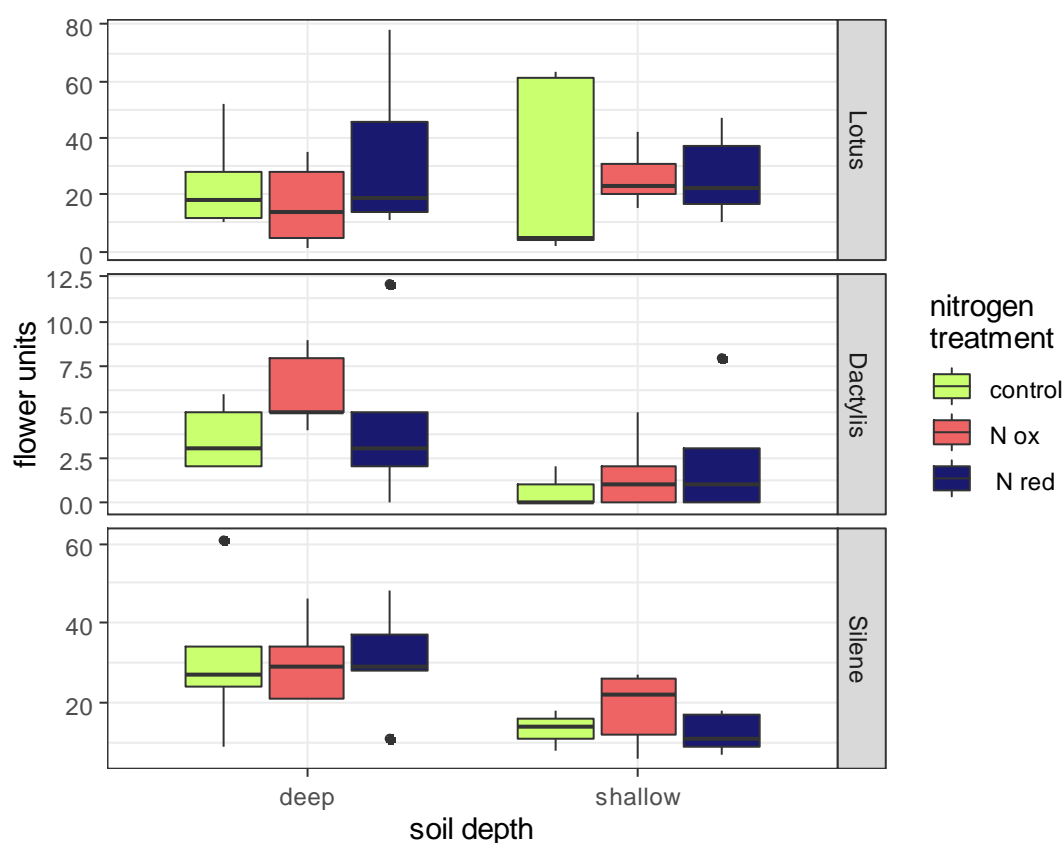 80
60
40
20
0
Lotus
12.5
10.0
7.5
5.0
2.5
0.0
Dactylis
60
40
20
Silene
flower units
deep shallow
soil depth
nitrogen
treatment
control
N ox
N red